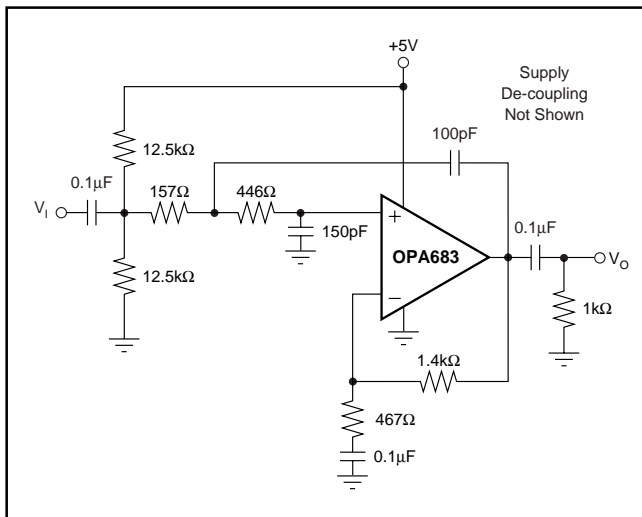 +5V
Supply
De-coupling
Not Shown
12.5kΩ
100pF
0.1µF
157Ω
446Ω
V_I
150pF
+
OPA683
0.1µF
V_O
12.5kΩ
−
1kΩ
1.4kΩ
467Ω
0.1µF